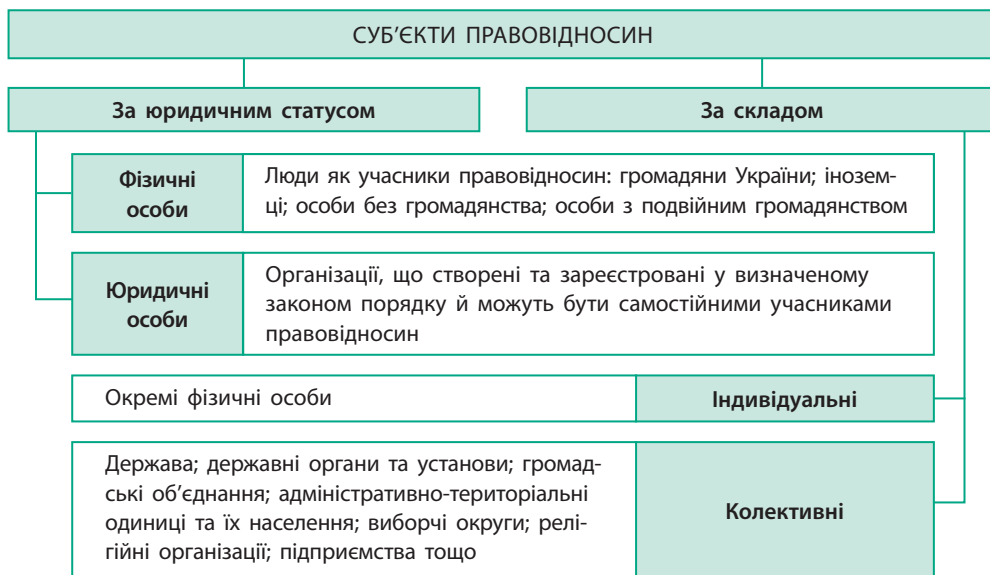 СУБ’ЄКТИ ПРАВОВІДНОСИН
За юридичним статусом
За складом
Фізичні
особи
Люди як учасники правовідносин: громадяни України; інозем-
ці; особи без громадянства; особи з подвійним громадянством
Юридичні
особи
Організації, що створені та зареєстровані у визначеному
законом порядку й можуть бути самостійними учасниками
правовідносин
Окремі фізичні особи
Індивідуальні
Держава; державні органи та установи; громад-
ські об’єднання; адміністративно-територіальні
одиниці та їх населення; виборчі округи; релі-
гійні організації; підприємства тощо
Колективні